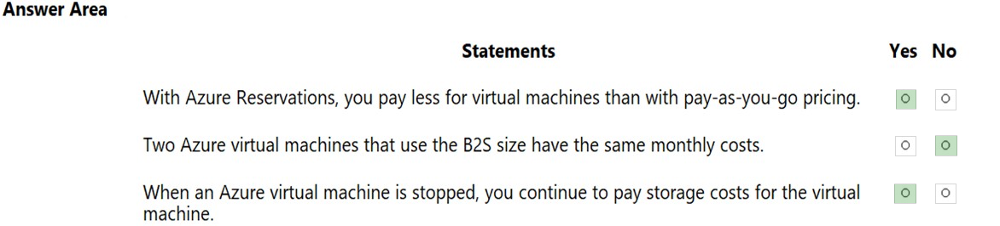 Answer Area
Statements Yes No
With Azure Reservations, you pay less for virtual machines than with pay-as-you-go pricing.
Two Azure virtual machines that use the B2S size have the same monthly costs.
When an Azure virtual machine is stopped, you continue to pay storage costs for the virtual
machine.